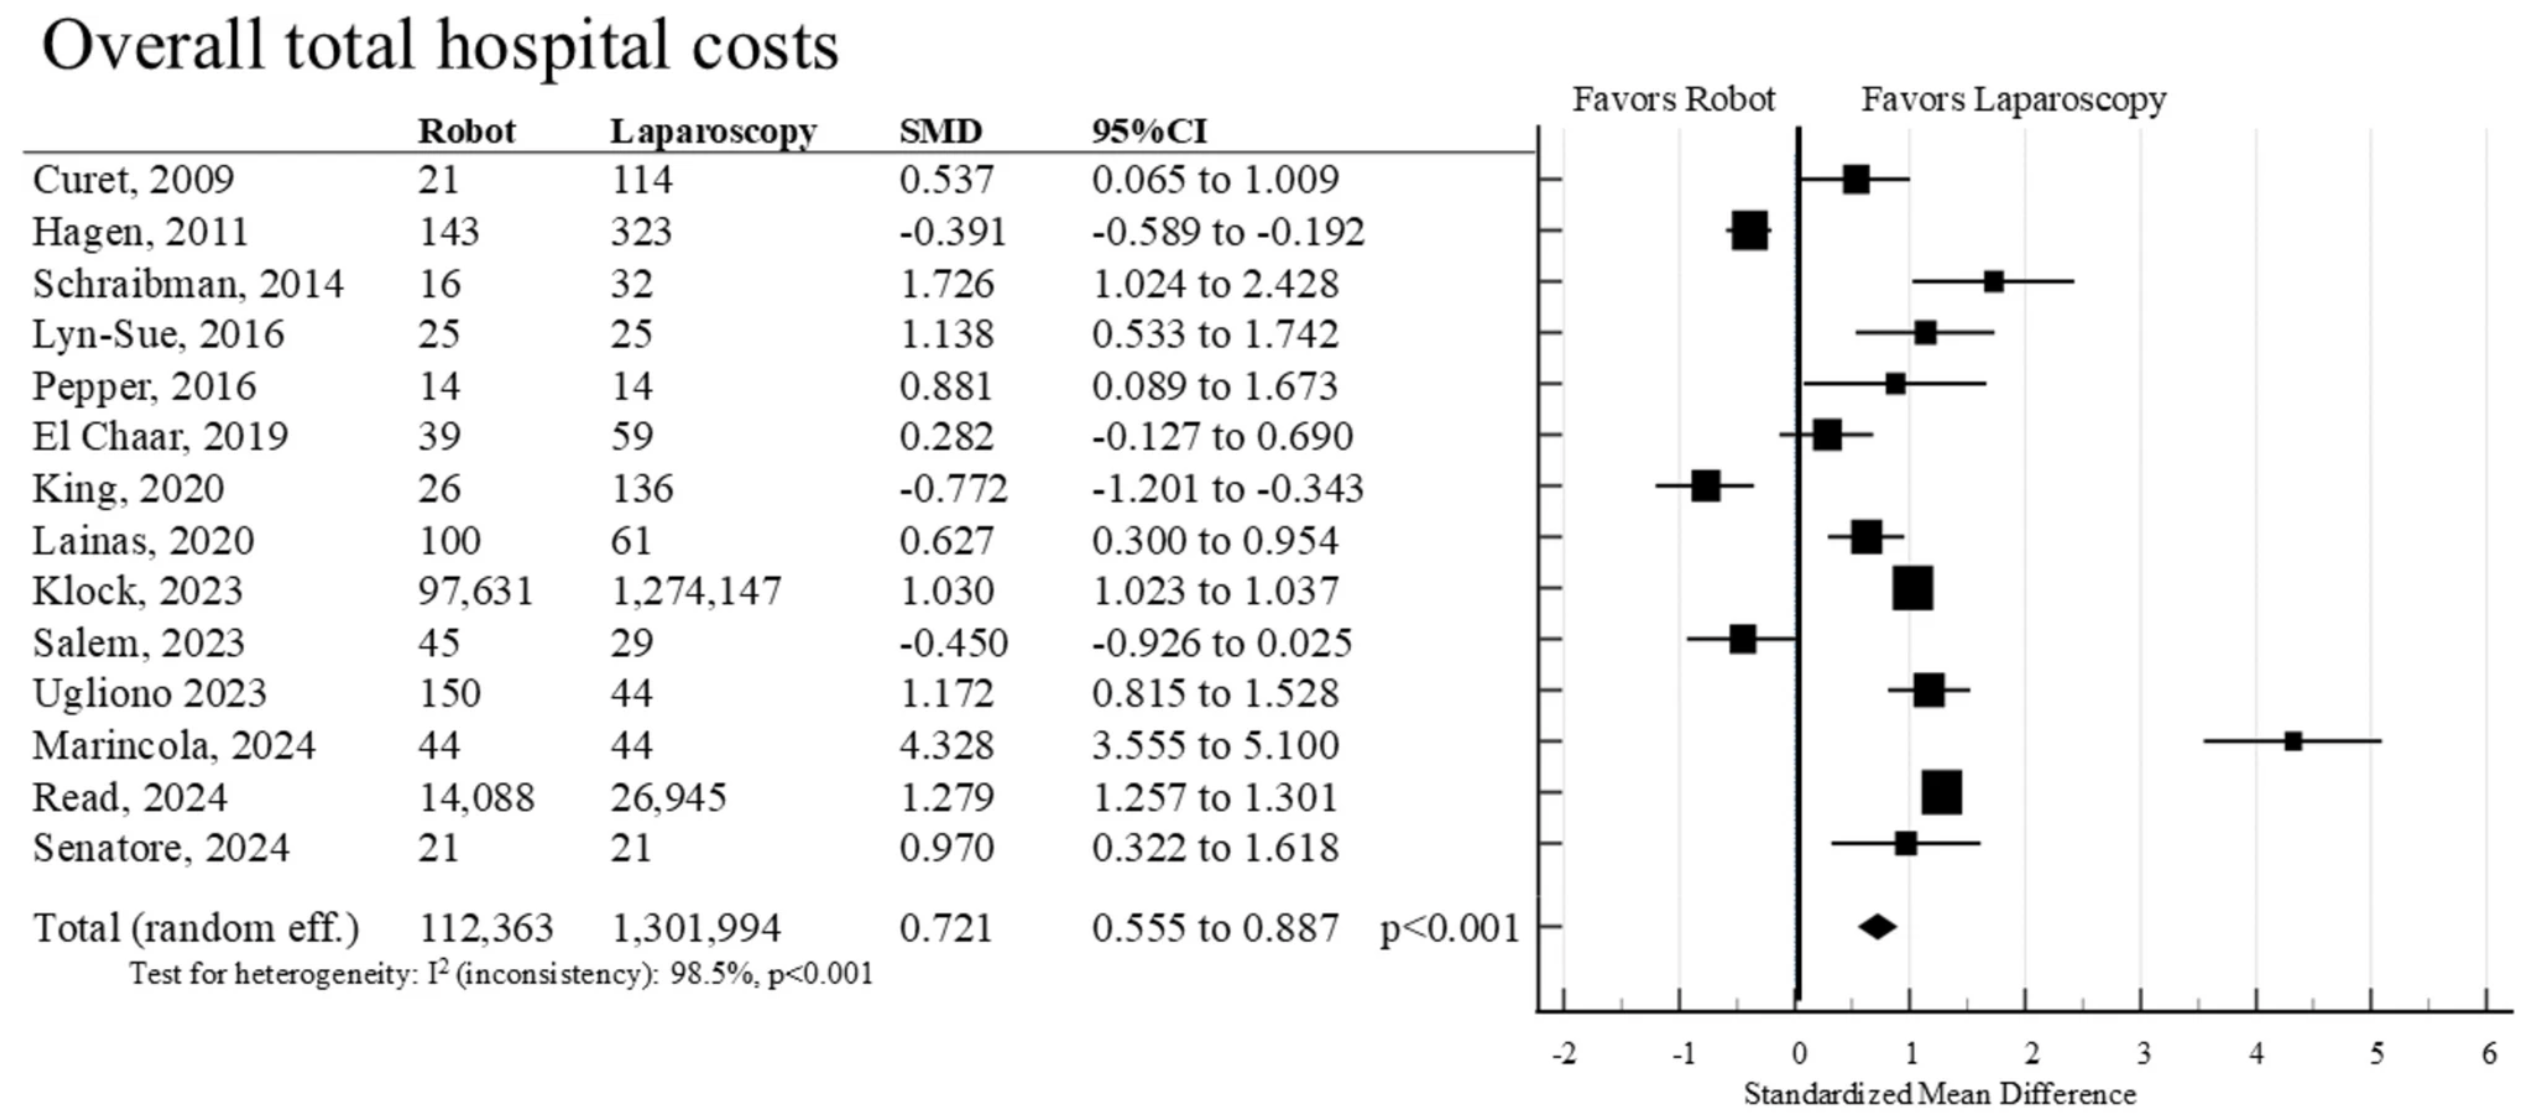 Overall total hospital costs
Favors Robot Favors Laparoscopy
Robot Laparoscopy SMD 95%CI
Curet, 2009 21 114 0.537 0.065 to 1.009
Hagen, 2011 143 323 -0.391 -0.589 to -0.192
Schraibman, 2014 16 32 1.726 1.024 to 2.428
Lyn-Sue, 2016 25 25 1.138 0.533 to 1.742
Pepper, 2016 14 14 0.881 0.089 to 1.673
El Chaar, 2019 39 59 0.282 -0.127 to 0.690
King, 2020 26 136 -0.772 -1.201 to -0.343
Lainas, 2020 100 61 0.627 0.300 to 0.954
Klock, 2023 97,631 1,274,147 1.030 1.023 to 1.037
Salem, 2023 45 29 -0.450 -0.926 to 0.025
Ugliono 2023 150 44 1.172 0.815 to 1.528
Marincola, 2024 44 44 4.328 3.555 to 5.100
Read, 2024 14,088 26,945 1.279 1.257 to 1.301
Senatore, 2024 21 21 0.970 0.322 to 1.618
Total (random eff.) 112,363 1,301,994 0.721 0.555 to 0.887 p<0.001
Test for heterogeneity: I² (inconsistency): 98.5%, p<0.001
-2 -1 0 1 2 3 4 5 6
Standardized Mean Difference